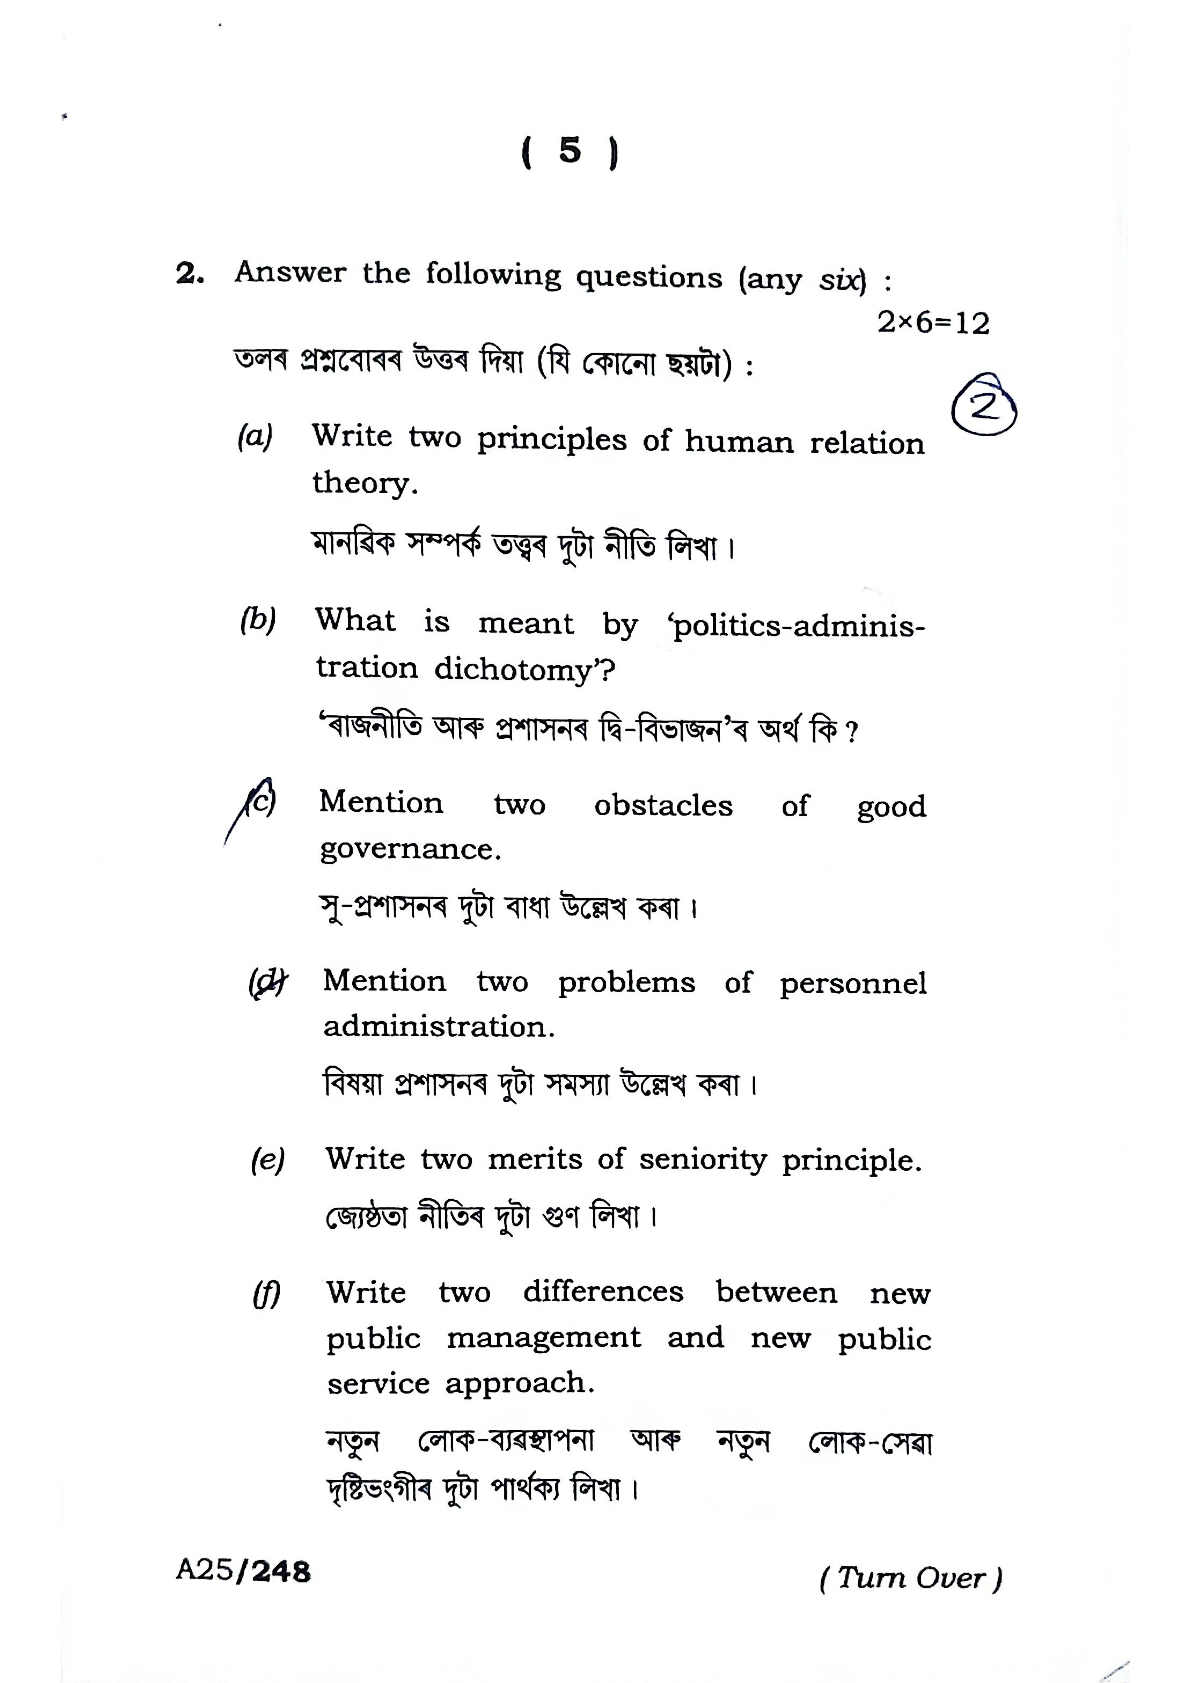 ( 5 )
2. Answer the following questions (any six) :
2×6=12
তলৰ প্ৰশ্নবোৰৰ উত্তৰ দিয়া (যি কোনো ছয়টা) :
2
(a) Write two principles of human relation
theory.
মানৱিক সম্পৰ্ক তত্ত্বৰ দুটা নীতি লিখা ।
(b) What is meant by ‘politics-adminis-
tration dichotomy’?
‘ৰাজনীতি আৰু প্ৰশাসনৰ দ্বি-বিভাজন’ৰ অৰ্থ কি ?
(c) Mention two obstacles of good
governance.
সু-প্ৰশাসনৰ দুটা বাধা উল্লেখ কৰা ।
(d) Mention two problems of personnel
administration.
বিষয়া প্ৰশাসনৰ দুটা সমস্যা উল্লেখ কৰা ।
(e) Write two merits of seniority principle.
জ্যেষ্ঠতা নীতিৰ দুটা গুণ লিখা ।
(f) Write two differences between new
public management and new public
service approach.
নতুন লোক-ব্যৱস্থাপনা আৰু নতুন লোক-সেৱা
দৃষ্টিভংগীৰ দুটা পাৰ্থক্য লিখা ।
A25/248
( Turn Over )